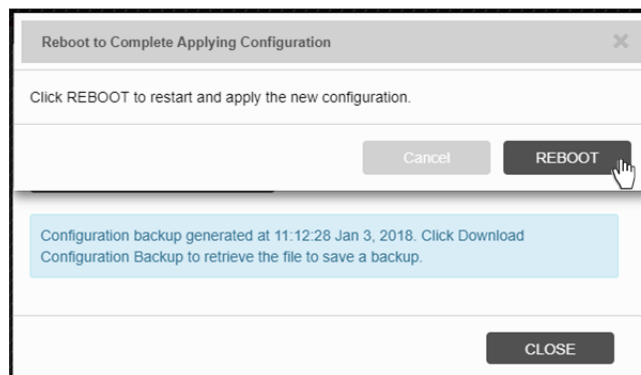 Reboot to Complete Applying Configuration
Click REBOOT to restart and apply the new configuration.
Cancel
REBOOT
Configuration backup generated at 11:12:28 Jan 3, 2018. Click Download
Configuration Backup to retrieve the file to save a backup.
CLOSE